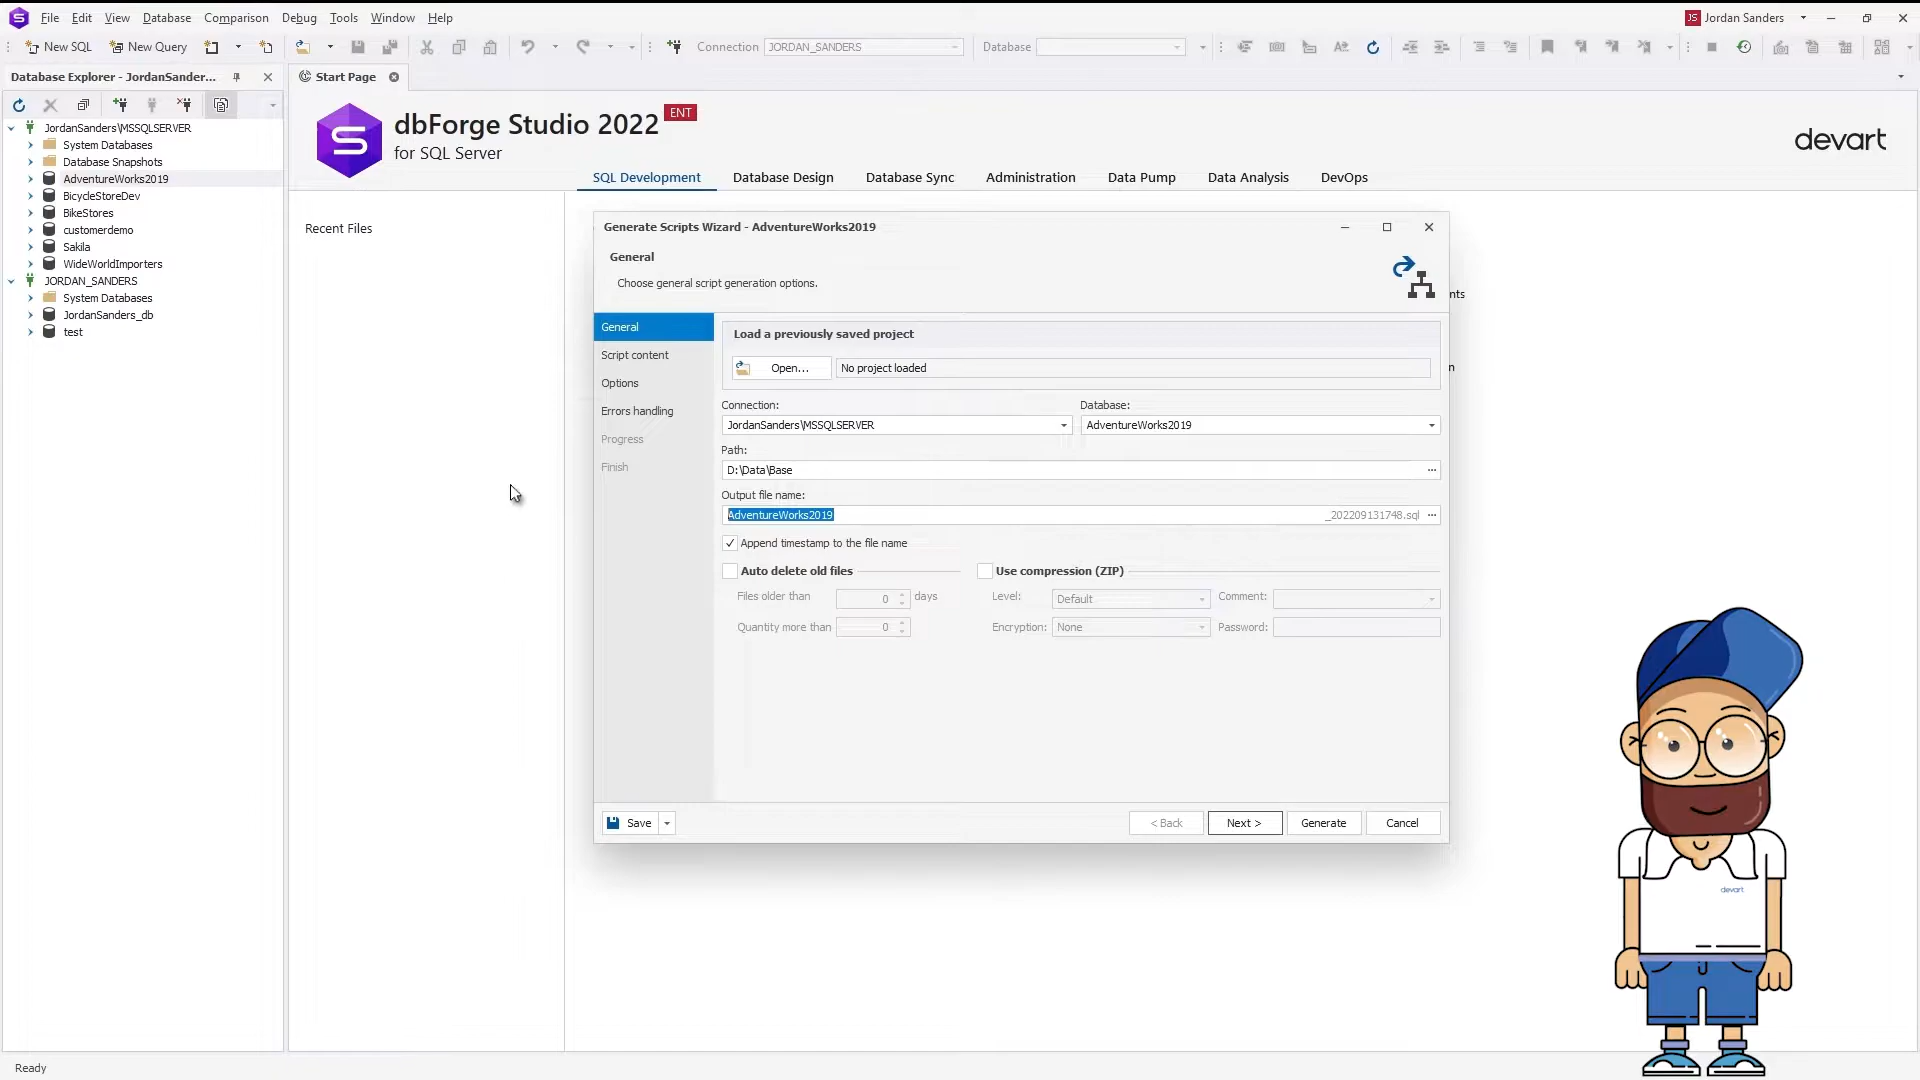 File Edit View Database Comparison Debug Tools Window Help
JS Jordan Sanders
New SQL New Query Connection JORDAN_SANDERS Database
Database Explorer - JordanSander...
Start Page
JordanSanders\MSSQLSERVER
System Databases
Database Snapshots
AdventureWorks2019
BicycleStoreDev
BikeStores
customerdemo
Sakila
WideWorldImporters
JORDAN_SANDERS
System Databases
JordanSanders_db
test
S
dbForge Studio 2022 ENT
for SQL Server
devart
SQL Development Database Design Database Sync Administration Data Pump Data Analysis DevOps
Recent Files
Generate Scripts Wizard - AdventureWorks2019
General
Choose general script generation options.
nts
n
General
Script content
Options
Errors handling
Progress
Finish
Load a previously saved project
Open... No project loaded
Connection: Database:
JordanSanders\MSSQLSERVER AdventureWorks2019
Path:
D:\Data\Base
Output file name:
AdventureWorks2019 _202209131748.sql
Append timestamp to the file name
Auto delete old files Use compression (ZIP)
Files older than 0 days Level: Default Comment:
Quantity more than 0 Encryption: None Password:
Save < Back Next > Generate Cancel
devart
Ready